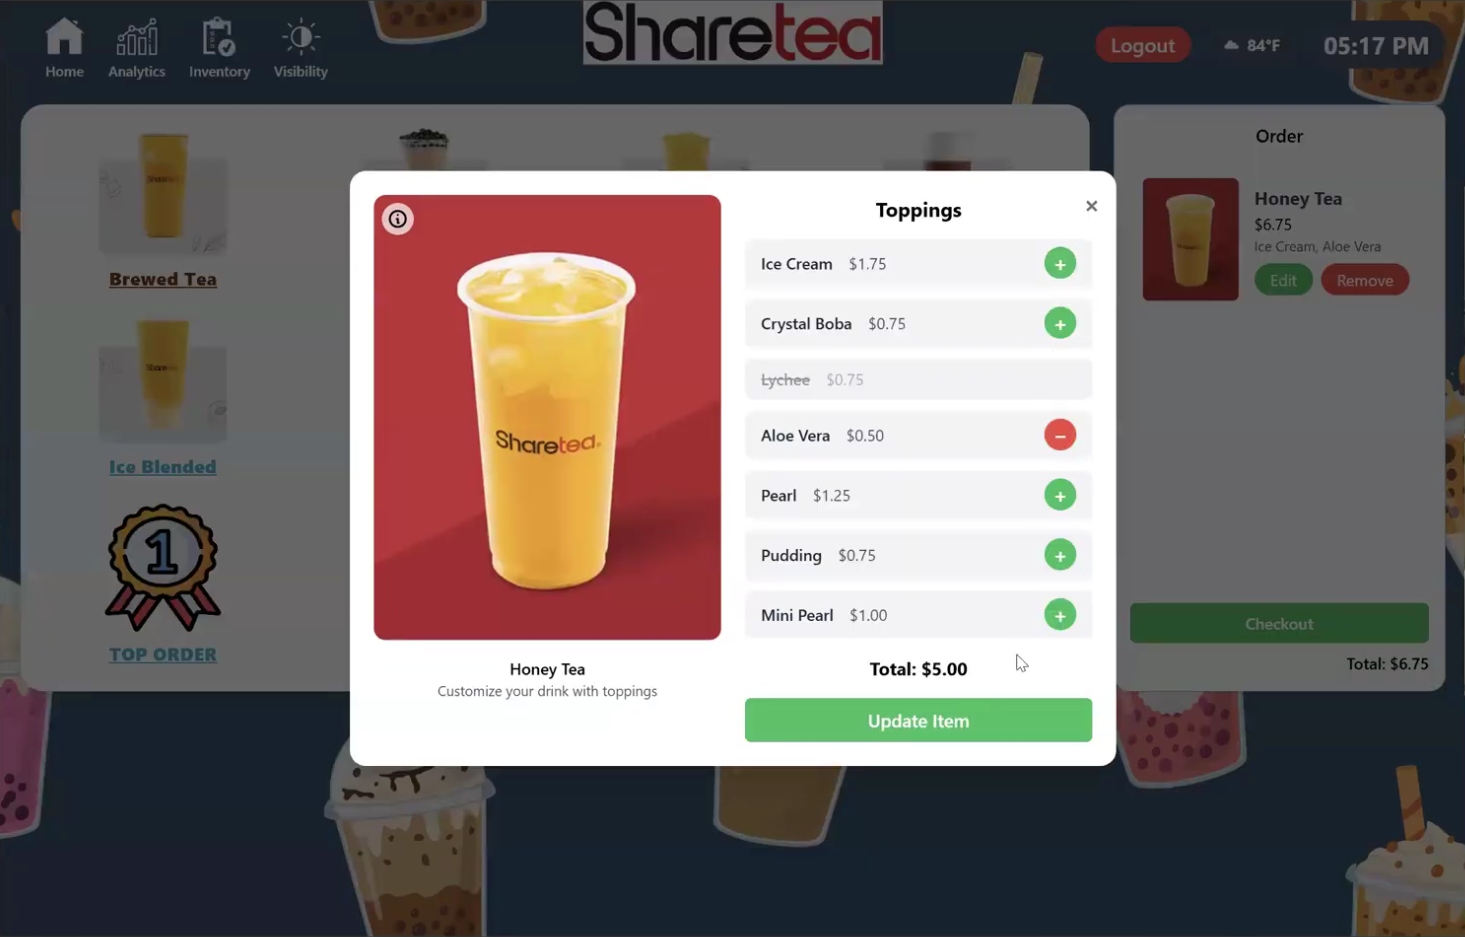 Home
Analytics
Inventory
Visibility
Sharetea
Logout
84°F
05:17 PM
Brewed Tea
Ice Blended
1
TOP ORDER
Sharetea.
Honey Tea
Customize your drink with toppings
Toppings
×
Ice Cream $1.75 +
Crystal Boba $0.75 +
Lychee $0.75
Aloe Vera $0.50 −
Pearl $1.25 +
Pudding $0.75 +
Mini Pearl $1.00 +
Total: $5.00
Update Item
Order
Honey Tea
$6.75
Ice Cream, Aloe Vera
Edit Remove
Checkout
Total: $6.75